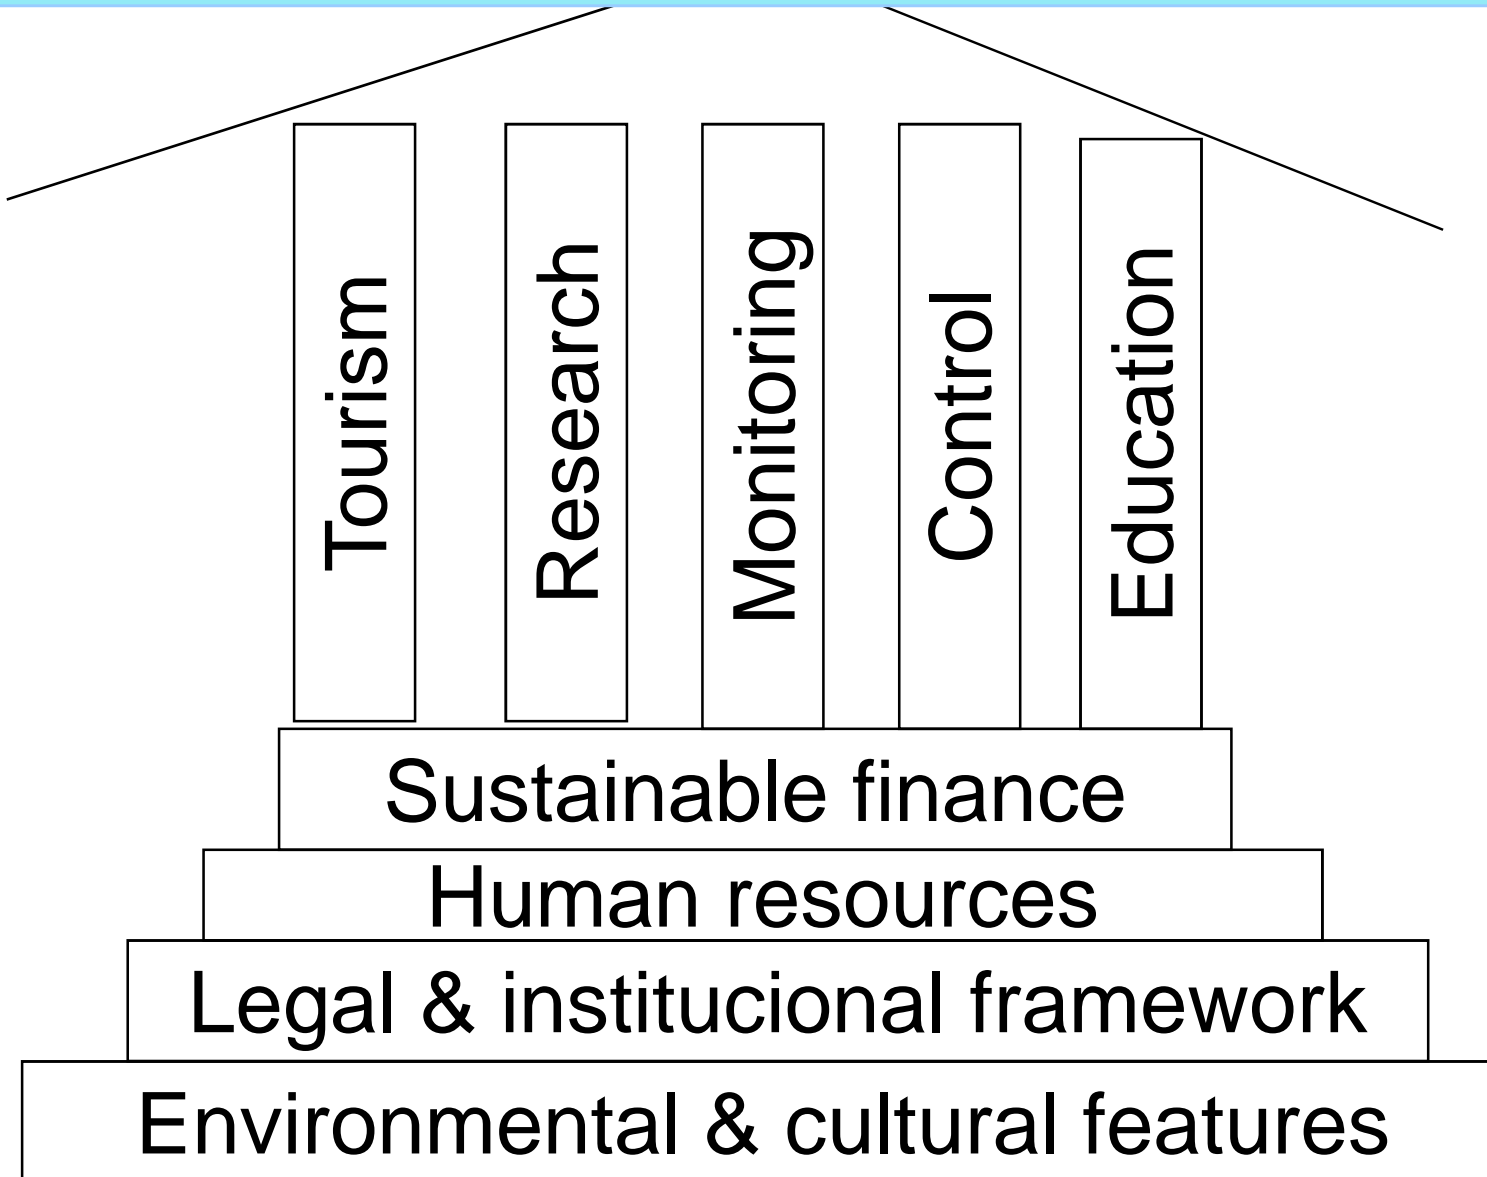 Tourism
Research
Monitoring
Control
Education
Sustainable finance
Human resources
Legal & institucional framework
Environmental & cultural features